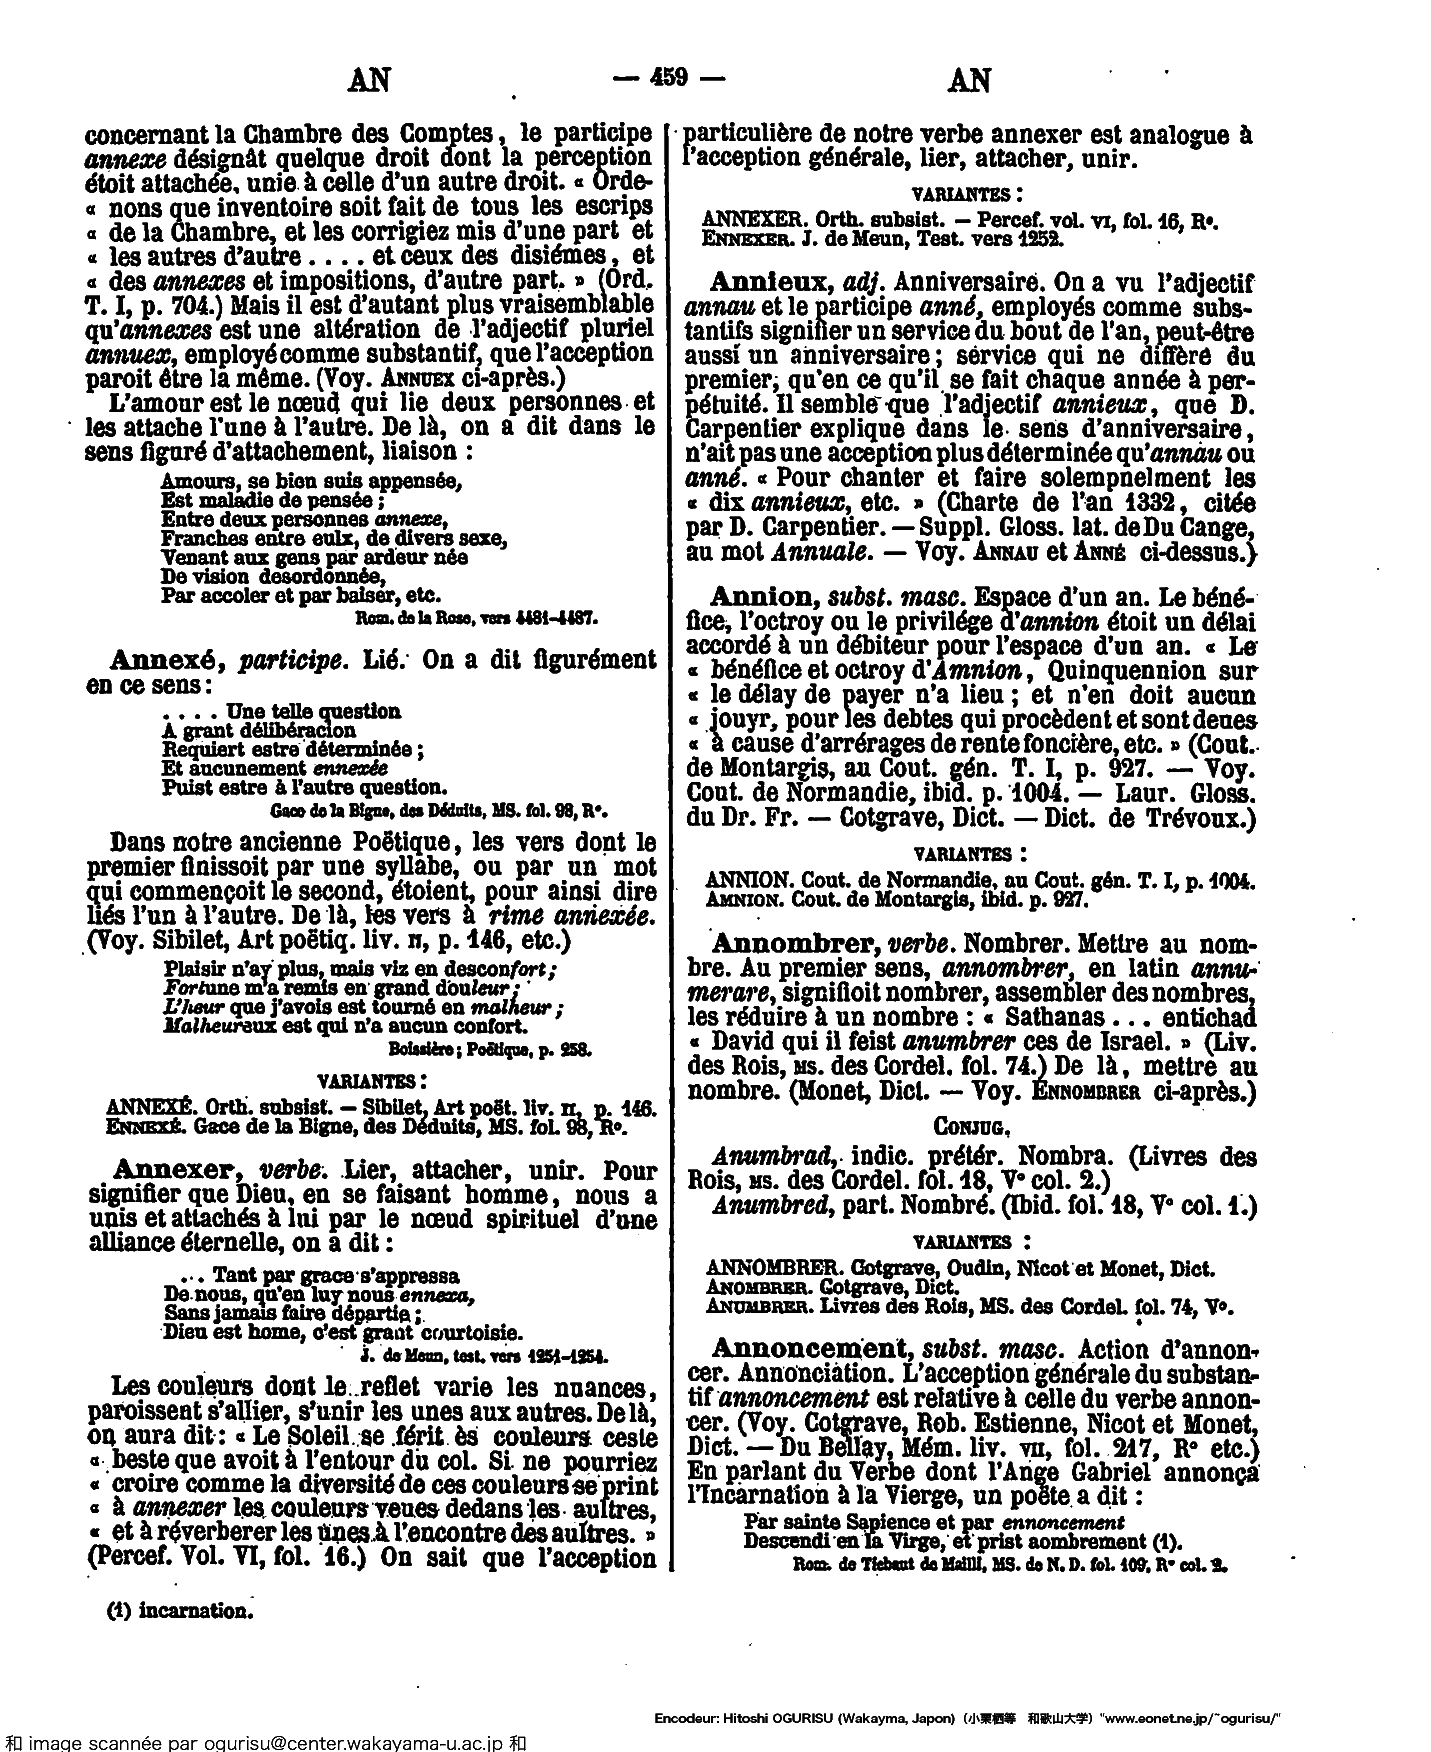 AN
— 459 —
AN
concernant la Chambre des Comptes, le participe
annexe désignât quelque droit dont la perception
étoit attachée, unie à celle d'un autre droit. « Orde-
« nons que inventoire soit fait de tous les escrips
« de la Chambre, et les corrigiez mis d'une part et
« les autres d'autre .... et ceux des disiémes, et
« des annexes et impositions, d'autre part. » (Ord.
T. I, p. 704.) Mais il est d'autant plus vraisemblable
qu'annexes est une altération de l'adjectif pluriel
annuex, employé comme substantif, que l'acception
paroit être la même. (Voy. ANNUEX ci-après.)
L'amour est le nœud qui lie deux personnes et
les attache l'une à l'autre. De là, on a dit dans le
sens figuré d'attachement, liaison :
Amours, se bien suis appensée,
Est maladie de pensée ;
Entre deux personnes annexe,
Franches entre eulx, de divers sexe,
Venant aux gens par ardeur née
De vision desordonnée,
Par accoler et par baiser, etc.
Rom. de la Rose, vers 4481-4487.
Annexé, participe. Lié. On a dit figurément
en ce sens :
.... Une telle question
A grant délibéracion
Requiert estre déterminée ;
Et aucunement ennexée
Puist estre à l'autre question.
Gace de la Bigne, des Déduits, MS. fol. 98, R°.
Dans notre ancienne Poëtique, les vers dont le
premier finissoit par une syllabe, ou par un mot
qui commençoit le second, étoient, pour ainsi dire
liés l'un à l'autre. De là, les vers à rime annexée.
(Voy. Sibilet, Art poëtiq. liv. II, p. 146, etc.)
Plaisir n'ay plus, mais viz en desconfort ;
Fortune m'a remis en grand douleur ;
L'heur que j'avois est tourné en malheur ;
Malheureux est qui n'a aucun confort.
Boissière ; Poëtique, p. 258.
VARIANTES :
ANNEXÉ. Orth. subsist. — Sibilet, Art poët. liv. II, p. 146.
ENNEXÉ. Gace de la Bigne, des Déduits, MS. fol. 98, R°.
Annexer, verbe. Lier, attacher, unir. Pour
signifier que Dieu, en se faisant homme, nous a
unis et attachés à lui par le nœud spirituel d'une
alliance éternelle, on a dit :
... Tant par grace s'appressa
De nous, qu'en luy nous ennexa,
Sans jamais faire départie ;
Dieu est home, c'est grant courtoisie.
J. de Meun, test. vers 1251-1254.
Les couleurs dont le reflet varie les nuances,
paroissent s'allier, s'unir les unes aux autres. De là,
on aura dit : « Le Soleil se férit ès couleurs ceste
« beste que avoit à l'entour du col. Si ne pourriez
« croire comme la diversité de ces couleurs se print
« à annexer les couleurs veues dedans les aultres,
« et à réverberer les unes à l'encontre des aultres. »
(Percef. Vol. VI, fol. 16.) On sait que l'acception
(1) incarnation.
particulière de notre verbe annexer est analogue à
l'acception générale, lier, attacher, unir.
VARIANTES :
ANNEXER. Orth. subsist. — Percef. vol. VI, fol. 16, R°.
ENNEXER. J. de Meun, Test. vers 1252.
Annieux, adj. Anniversaire. On a vu l'adjectif
annau et le participe anné, employés comme subs-
tantifs signifier un service du bout de l'an, peut-être
aussi un anniversaire ; service qui ne diffère du
premier, qu'en ce qu'il se fait chaque année à per-
pétuité. Il semble que l'adjectif annieux, que D.
Carpentier explique dans le sens d'anniversaire,
n'ait pas une acception plus déterminée qu'annau ou
anné. « Pour chanter et faire solempnelment les
« dix annieux, etc. » (Charte de l'an 1332, citée
par D. Carpentier. — Suppl. Gloss. lat. de Du Cange,
au mot Annuale. — Voy. ANNAU et ANNÉ ci-dessus.)
Annion, subst. masc. Espace d'un an. Le béné-
fice, l'octroy ou le privilége d'annion étoit un délai
accordé à un débiteur pour l'espace d'un an. « Le
« bénéfice et octroy d'Amnion, Quinquennion sur
« le délay de payer n'a lieu ; et n'en doit aucun
« jouyr, pour les debtes qui procèdent et sont deues
« à cause d'arrérages de rente foncière, etc. » (Cout.
de Montargis, au Cout. gén. T. I, p. 927. — Voy.
Cout. de Normandie, ibid. p. 1004. — Laur. Gloss.
du Dr. Fr. — Cotgrave, Dict. — Dict. de Trévoux.)
VARIANTES :
ANNION. Cout. de Normandie, au Cout. gén. T. I, p. 1004.
AMNION. Cout. de Montargis, ibid. p. 927.
Annombrer, verbe. Nombrer. Mettre au nom-
bre. Au premier sens, annombrer, en latin annu-
merare, signifioit nombrer, assembler des nombres,
les réduire à un nombre : « Sathanas ... entichad
« David qui il feist anumbrer ces de Israel. » (Liv.
des Rois, MS. des Cordel. fol. 74.) De là, mettre au
nombre. (Monet, Dict. — Voy. ENNOMBRER ci-après.)
CONJUG.
Anumbrad, indic. prétér. Nombra. (Livres des
Rois, MS. des Cordel. fol. 18, V° col. 2.)
Anumbred, part. Nombré. (Ibid. fol. 18, V° col. 1.)
VARIANTES :
ANNOMBRER. Cotgrave, Oudin, Nicot et Monet, Dict.
ANOMBRER. Cotgrave, Dict.
ANUMBRER. Livres des Rois, MS. des Cordel. fol. 74, V°.
Annoncement, subst. masc. Action d'annon-
cer. Annonciation. L'acception générale du substan-
tif annoncement est relative à celle du verbe annon-
cer. (Voy. Cotgrave, Rob. Estienne, Nicot et Monet,
Dict. — Du Bellay, Mém. liv. VII, fol. 217, R° etc.)
En parlant du Verbe dont l'Ange Gabriel annonça
l'Incarnation à la Vierge, un poëte a dit :
Par sainte Sapience et par ennoncement
Descendi en la Virge, et prist aombrement (1).
Rom. de Tiebaut de Mailli, MS. de N. D. fol. 109, R° col. 2.
Encodeur: Hitoshi OGURISU (Wakayma, Japon) (小栗栖等 和歌山大学) "www.eonet.ne.jp/~ogurisu/"
和 image scannée par ogurisu@center.wakayama-u.ac.jp 和